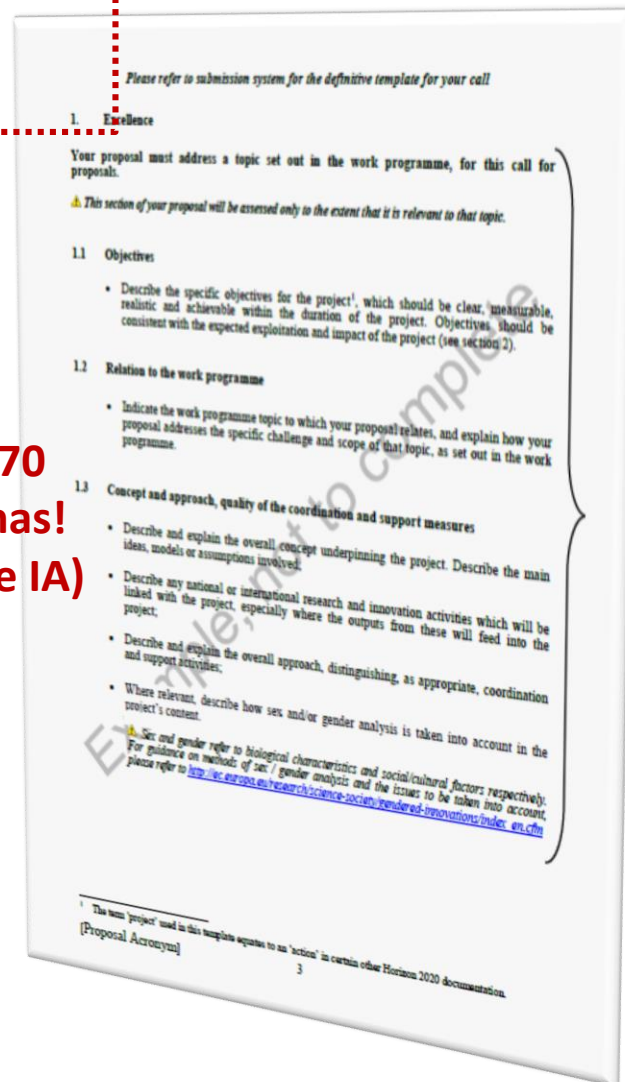 Please refer to submission system for the definitive template for your call
1. Excellence
Your proposal must address a topic set out in the work programme, for this call for
proposals.
This section of your proposal will be assessed only to the extent that it is relevant to that topic.
1.1 Objectives
• Describe the specific objectives for the project¹, which should be clear, measurable,
realistic and achievable within the duration of the project. Objectives should be
consistent with the expected exploitation and impact of the project (see section 2).
1.2 Relation to the work programme
• Indicate the work programme topic to which your proposal relates, and explain how your
proposal addresses the specific challenge and scope of that topic, as set out in the work
programme.
70
nas!
e IA)
1.3 Concept and approach, quality of the coordination and support measures
• Describe and explain the overall concept underpinning the project. Describe the main
ideas, models or assumptions involved;
• Describe any national or international research and innovation activities which will be
linked with the project, especially where the outputs from these will feed into the
project;
• Describe and explain the overall approach, distinguishing, as appropriate, coordination
and support activities;
• Where relevant, describe how sex and/or gender analysis is taken into account in the
project's content.
Sex and gender refer to biological characteristics and social/cultural factors respectively.
For guidance on methods of sex / gender analysis and the issues to be taken into account,
please refer to http://ec.europa.eu/research/science-society/gendered-innovations/index_en.cfm
Example, not to complete
¹ The term 'project' used in this template equates to an 'action' in certain other Horizon 2020 documentation.
[Proposal Acronym]
3